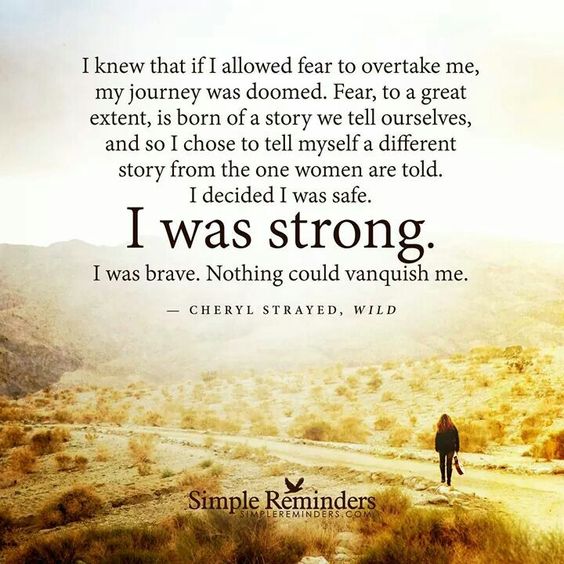 I knew that if I allowed fear to overtake me,
my journey was doomed. Fear, to a great
extent, is born of a story we tell ourselves,
and so I chose to tell myself a different
story from the one women are told.
I decided I was safe.
I was strong.
I was brave. Nothing could vanquish me.
— CHERYL STRAYED, WILD
Simple Reminders
SIMPLEREMINDERS.COM